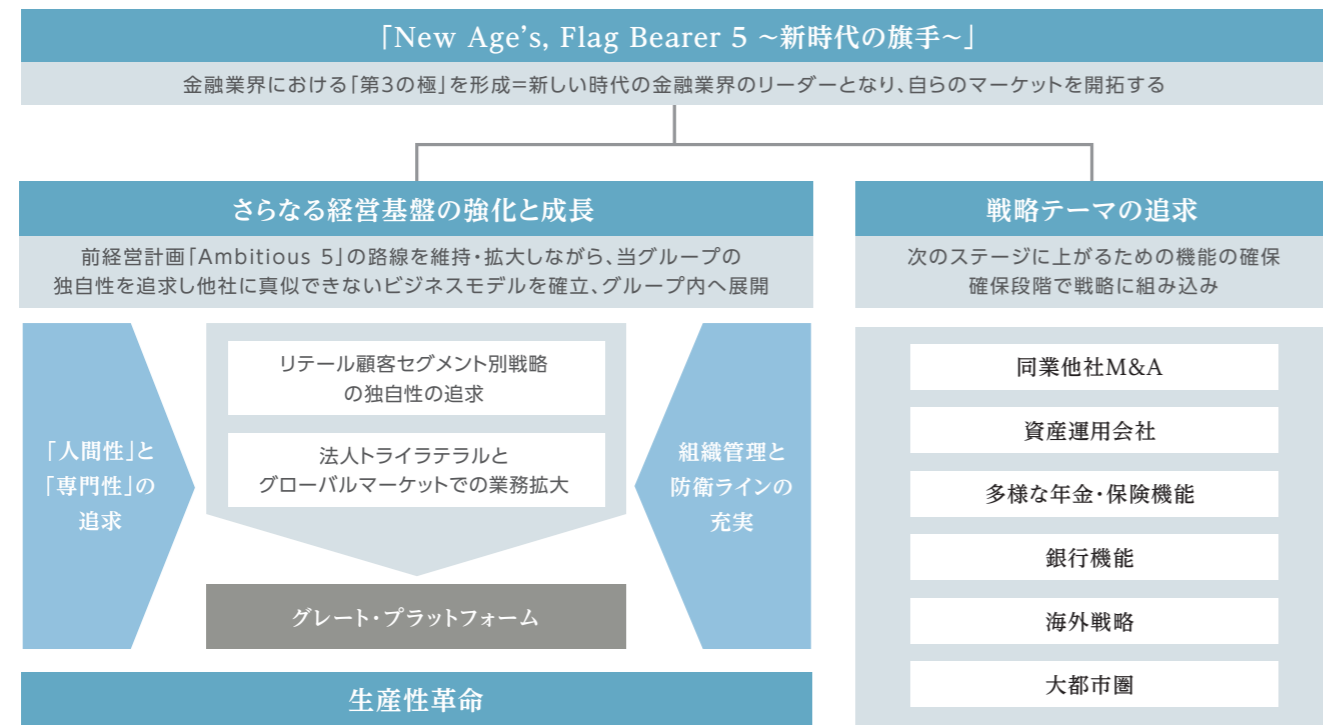 「New Age's, Flag Bearer 5 ~新時代の旗手~」
金融業界における「第3の極」を形成=新しい時代の金融業界のリーダーとなり、自らのマーケットを開拓する
さらなる経営基盤の強化と成長
前経営計画「Ambitious 5」の路線を維持・拡大しながら、当グループの
独自性を追求し他社に真似できないビジネスモデルを確立、グループ内へ展開
「人間性」と
「専門性」の
追求
リテール顧客セグメント別戦略
の独自性の追求
法人トライラテラルと
グローバルマーケットでの業務拡大
グレート・プラットフォーム
組織管理と
防衛ラインの
充実
生産性革命
戦略テーマの追求
次のステージに上がるための機能の確保
確保段階で戦略に組み込み
同業他社M&A
資産運用会社
多様な年金・保険機能
銀行機能
海外戦略
大都市圏